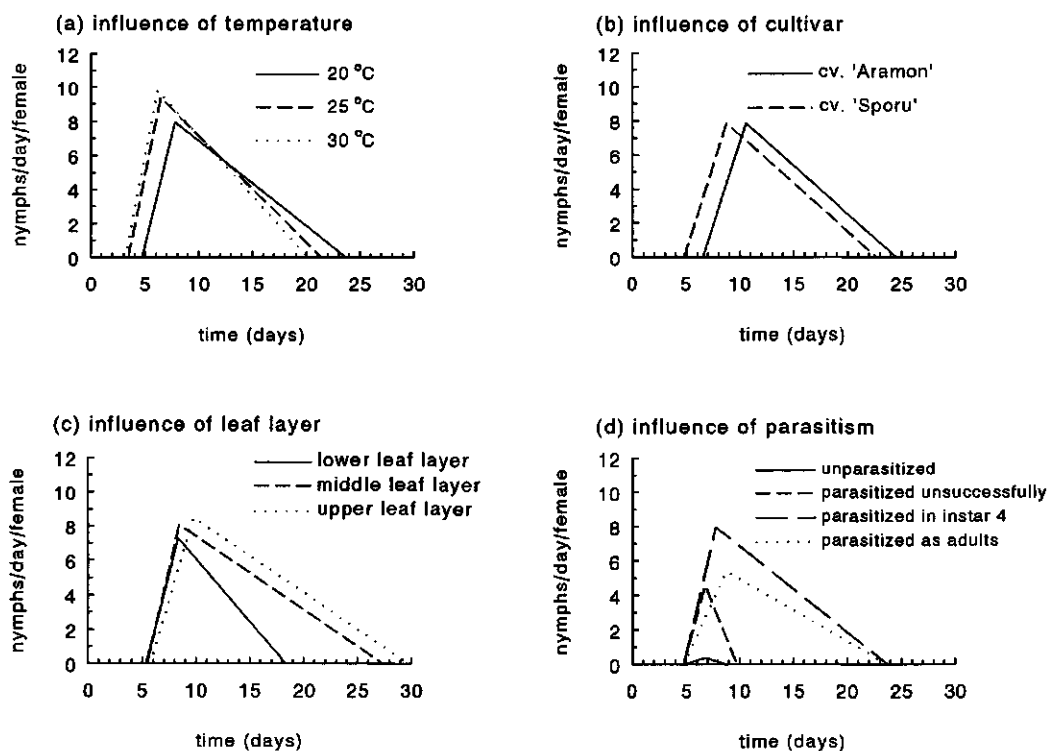 (a) influence of temperature
12
10
8
6
4
2
0
nymphs/day/female
20 °C
25 °C
30 °C
0 5 10 15 20 25 30
time (days)
(b) influence of cultivar
12
10
8
6
4
2
0
nymphs/day/female
cv. 'Aramon'
cv. 'Sporu'
0 5 10 15 20 25 30
time (days)
(c) influence of leaf layer
12
10
8
6
4
2
0
nymphs/day/female
lower leaf layer
middle leaf layer
upper leaf layer
0 5 10 15 20 25 30
time (days)
(d) influence of parasitism
12
10
8
6
4
2
0
nymphs/day/female
unparasitized
parasitized unsuccessfully
parasitized in instar 4
parasitized as adults
0 5 10 15 20 25 30
time (days)